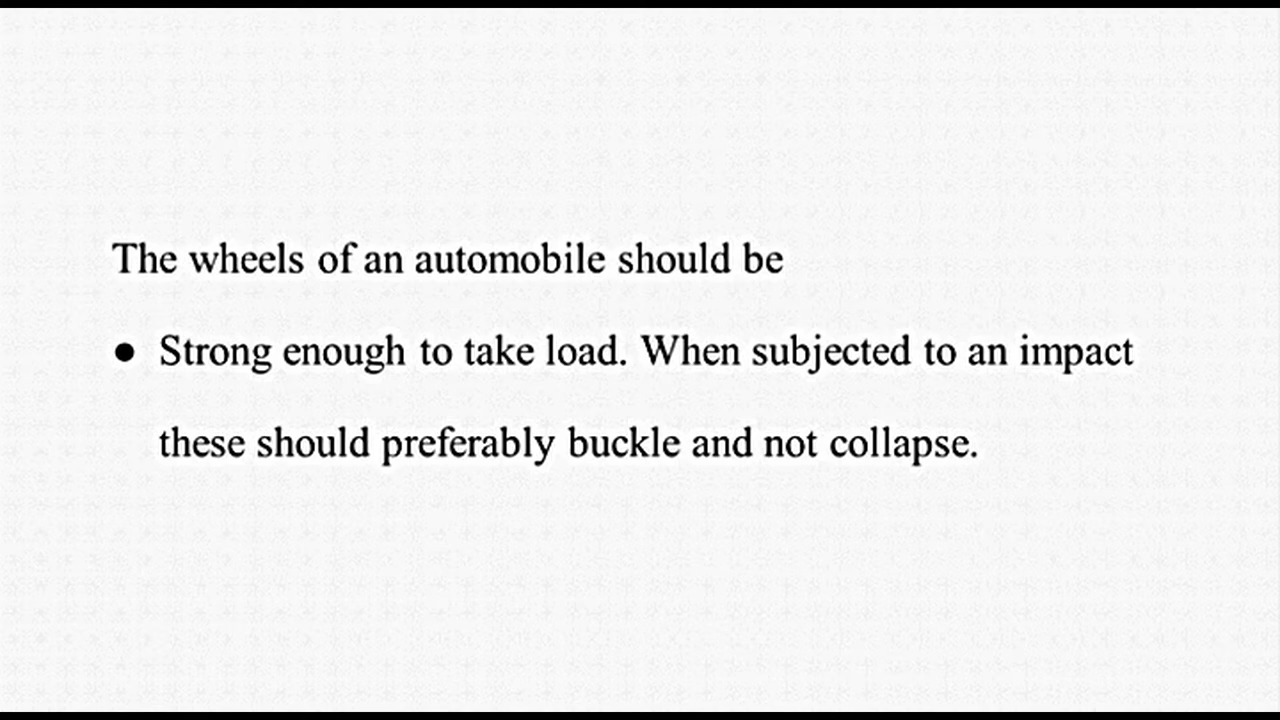 The wheels of an automobile should be
● Strong enough to take load. When subjected to an impact
these should preferably buckle and not collapse.